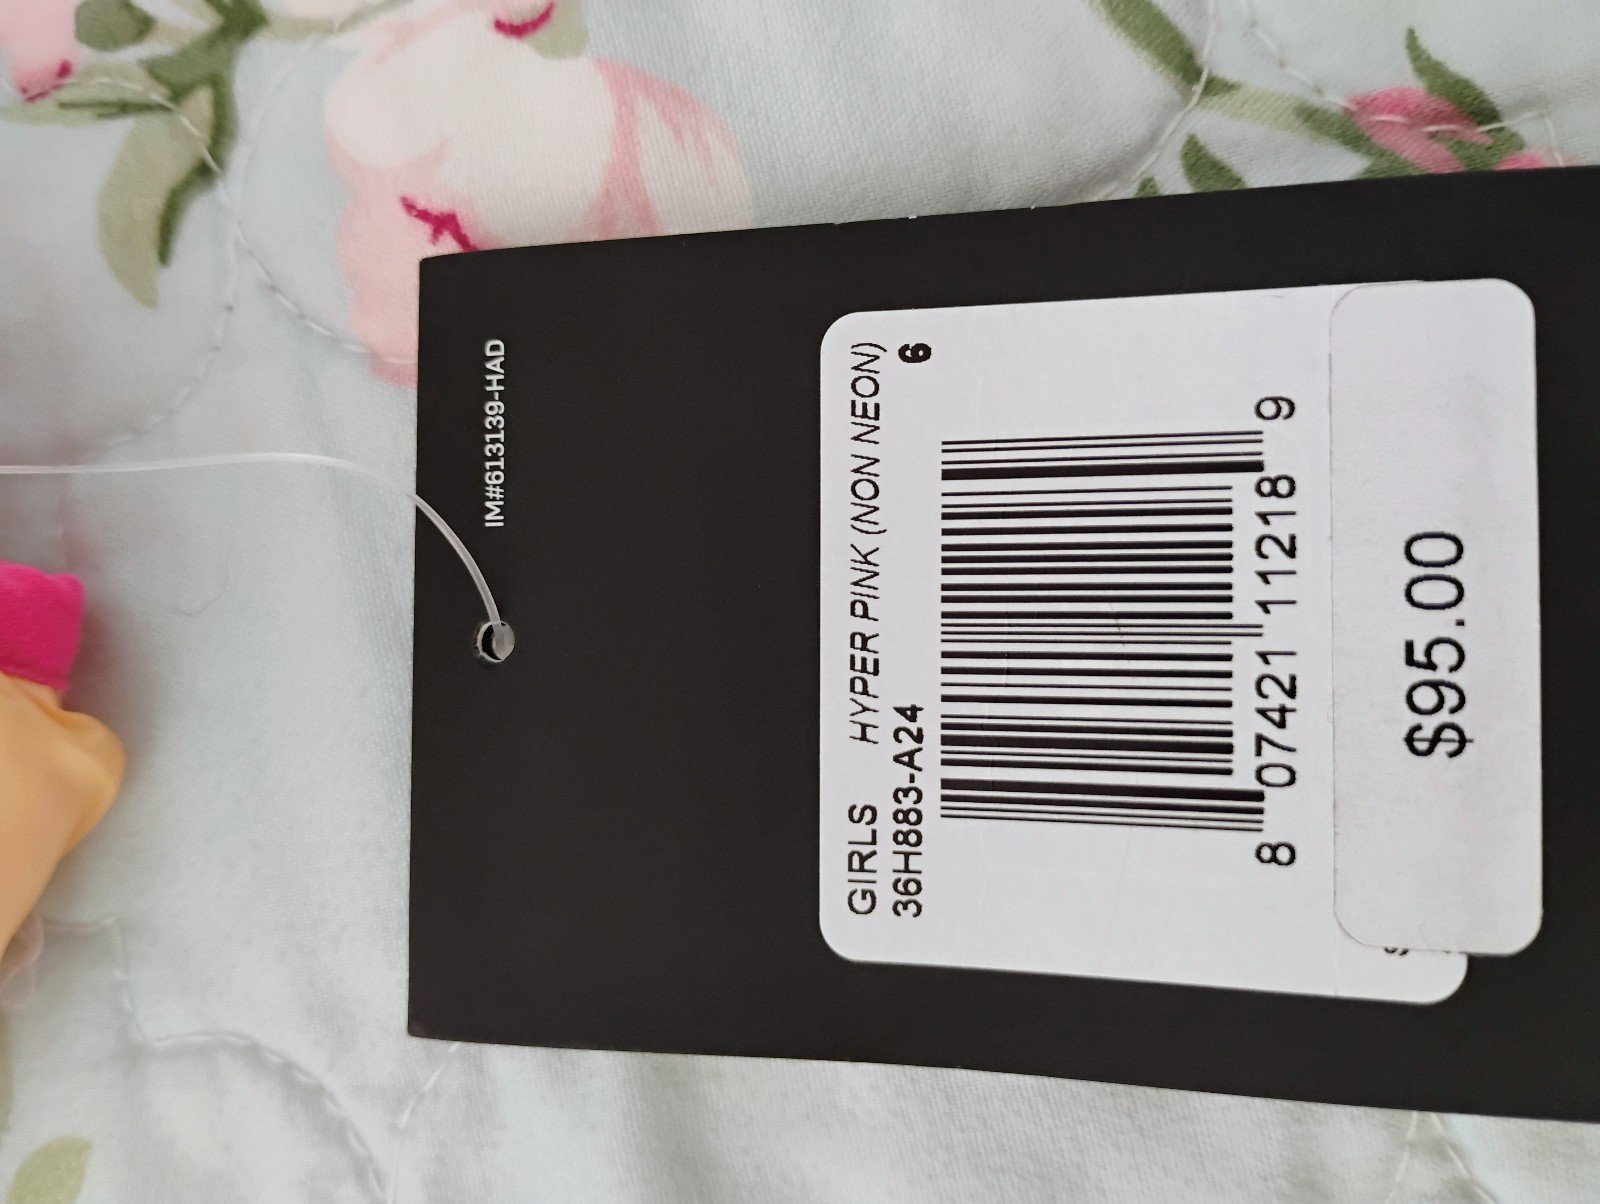 IM#613139-HAD
GIRLS HYPER PINK (NON NEON)
36H883-A24 6
8 07421 11218 9
$95.00